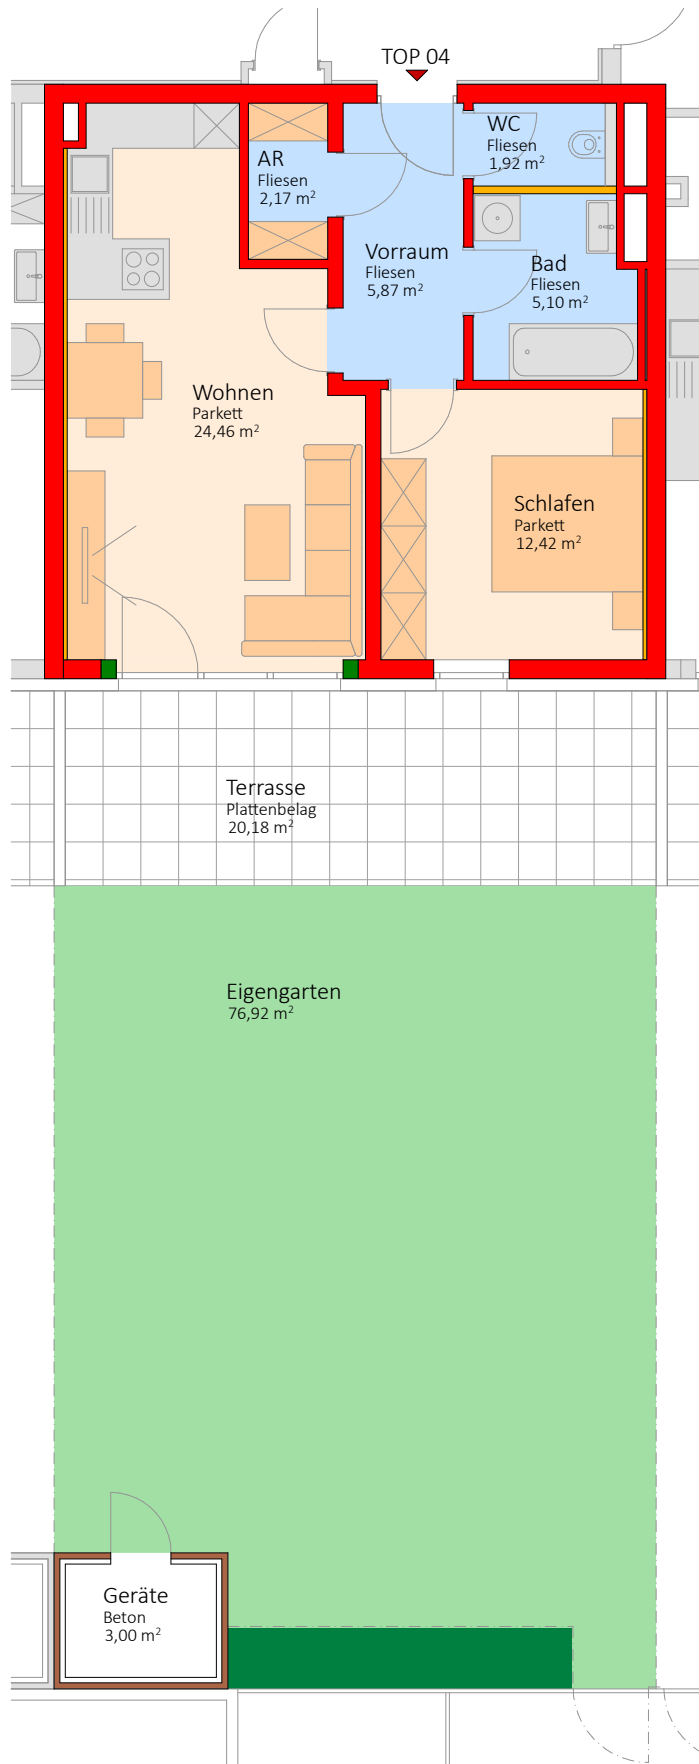 TOP 04
WC
Fliesen
1,92 m²
AR
Fliesen
2,17 m²
Vorraum
Fliesen
5,87 m²
Bad
Fliesen
5,10 m²
Wohnen
Parkett
24,46 m²
Schlafen
Parkett
12,42 m²
Terrasse
Plattenbelag
20,18 m²
Eigengarten
76,92 m²
Geräte
Beton
3,00 m²